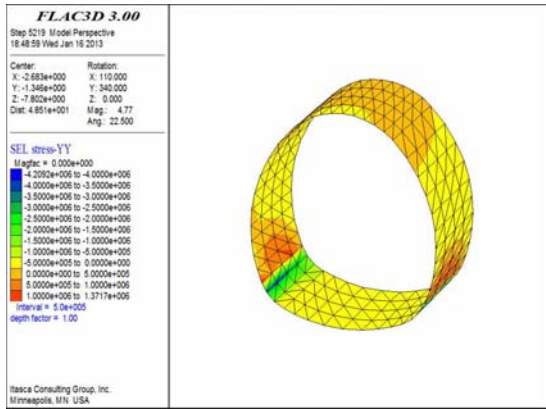 FLAC3D 3.00
Step 5219 Model Perspective
18:48:59 Wed Jan 16 2013
Center:
X: -2.683e+000
Y: -1.346e+000
Z: -7.802e+000
Dist: 4.851e+001
Rotation:
X: 110.000
Y: 340.000
Z: 0.000
Mag.: 4.77
Ang.: 22.500
SEL stress-YY
Magfac = 0.000e+000
-4.2092e+006 to -4.0000e+006
-4.0000e+006 to -3.5000e+006
-3.5000e+006 to -3.0000e+006
-3.0000e+006 to -2.5000e+006
-2.5000e+006 to -2.0000e+006
-2.0000e+006 to -1.5000e+006
-1.5000e+006 to -1.0000e+006
-1.0000e+006 to -5.0000e+005
-5.0000e+005 to 0.0000e+000
0.0000e+000 to 5.0000e+005
5.0000e+005 to 1.0000e+006
1.0000e+006 to 1.3717e+006
Interval = 5.0e+005
depth factor = 1.00
Itasca Consulting Group, Inc.
Minneapolis, MN USA